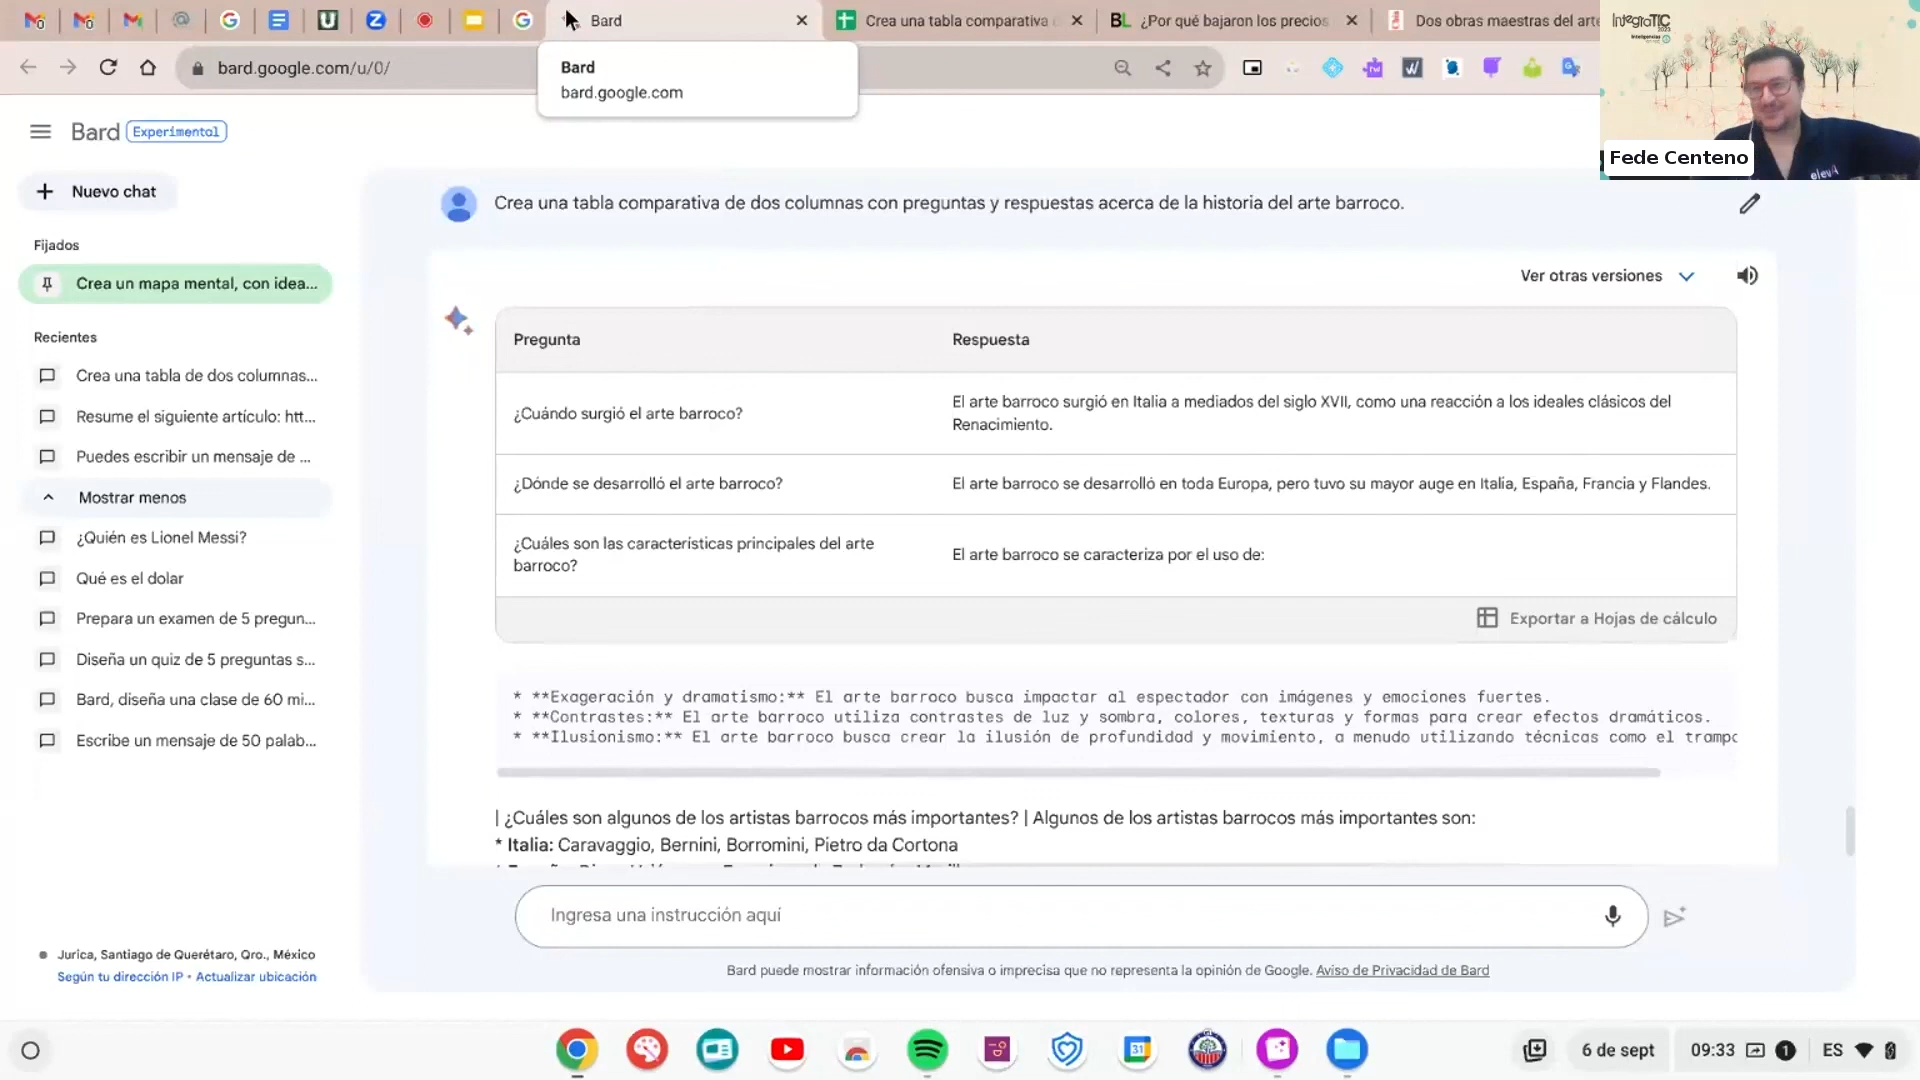 Bard
Crea una tabla comparativa
¿Por qué bajaron los precios
Dos obras maestras del arte
IntegraTIC
2023
bard.google.com/u/0/
Bard
bard.google.com
Fede Centeno
elevA
Bard Experimental
Nuevo chat
Fijados
Crea un mapa mental, con idea...
Recientes
Crea una tabla de dos columnas...
Resume el siguiente artículo: htt...
Puedes escribir un mensaje de ...
Mostrar menos
¿Quién es Lionel Messi?
Qué es el dolar
Prepara un examen de 5 pregun...
Diseña un quiz de 5 preguntas s...
Bard, diseña una clase de 60 mi...
Escribe un mensaje de 50 palab...
Jurica, Santiago de Querétaro, Qro., México
Según tu dirección IP • Actualizar ubicación
Crea una tabla comparativa de dos columnas con preguntas y respuestas acerca de la historia del arte barroco.
Ver otras versiones
Pregunta Respuesta
¿Cuándo surgió el arte barroco?
El arte barroco surgió en Italia a mediados del siglo XVII, como una reacción a los ideales clásicos del
Renacimiento.
¿Dónde se desarrolló el arte barroco?
El arte barroco se desarrolló en toda Europa, pero tuvo su mayor auge en Italia, España, Francia y Flandes.
¿Cuáles son las características principales del arte
barroco?
El arte barroco se caracteriza por el uso de:
Exportar a Hojas de cálculo
* **Exageración y dramatismo:** El arte barroco busca impactar al espectador con imágenes y emociones fuertes.
* **Contrastes:** El arte barroco utiliza contrastes de luz y sombra, colores, texturas y formas para crear efectos dramáticos.
* **Ilusionismo:** El arte barroco busca crear la ilusión de profundidad y movimiento, a menudo utilizando técnicas como el tramp
| ¿Cuáles son algunos de los artistas barrocos más importantes? | Algunos de los artistas barrocos más importantes son:
* Italia: Caravaggio, Bernini, Borromini, Pietro da Cortona
Ingresa una instrucción aquí
Bard puede mostrar información ofensiva o imprecisa que no representa la opinión de Google. Aviso de Privacidad de Bard
31
6 de sept
09:33
1
ES